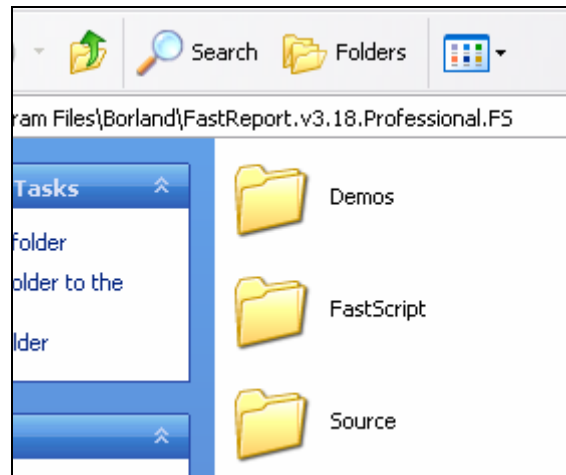 Search Folders
ram Files\Borland\FastReport.v3.18.Professional.FS
Tasks
folder
older to the
lder
Demos
FastScript
Source